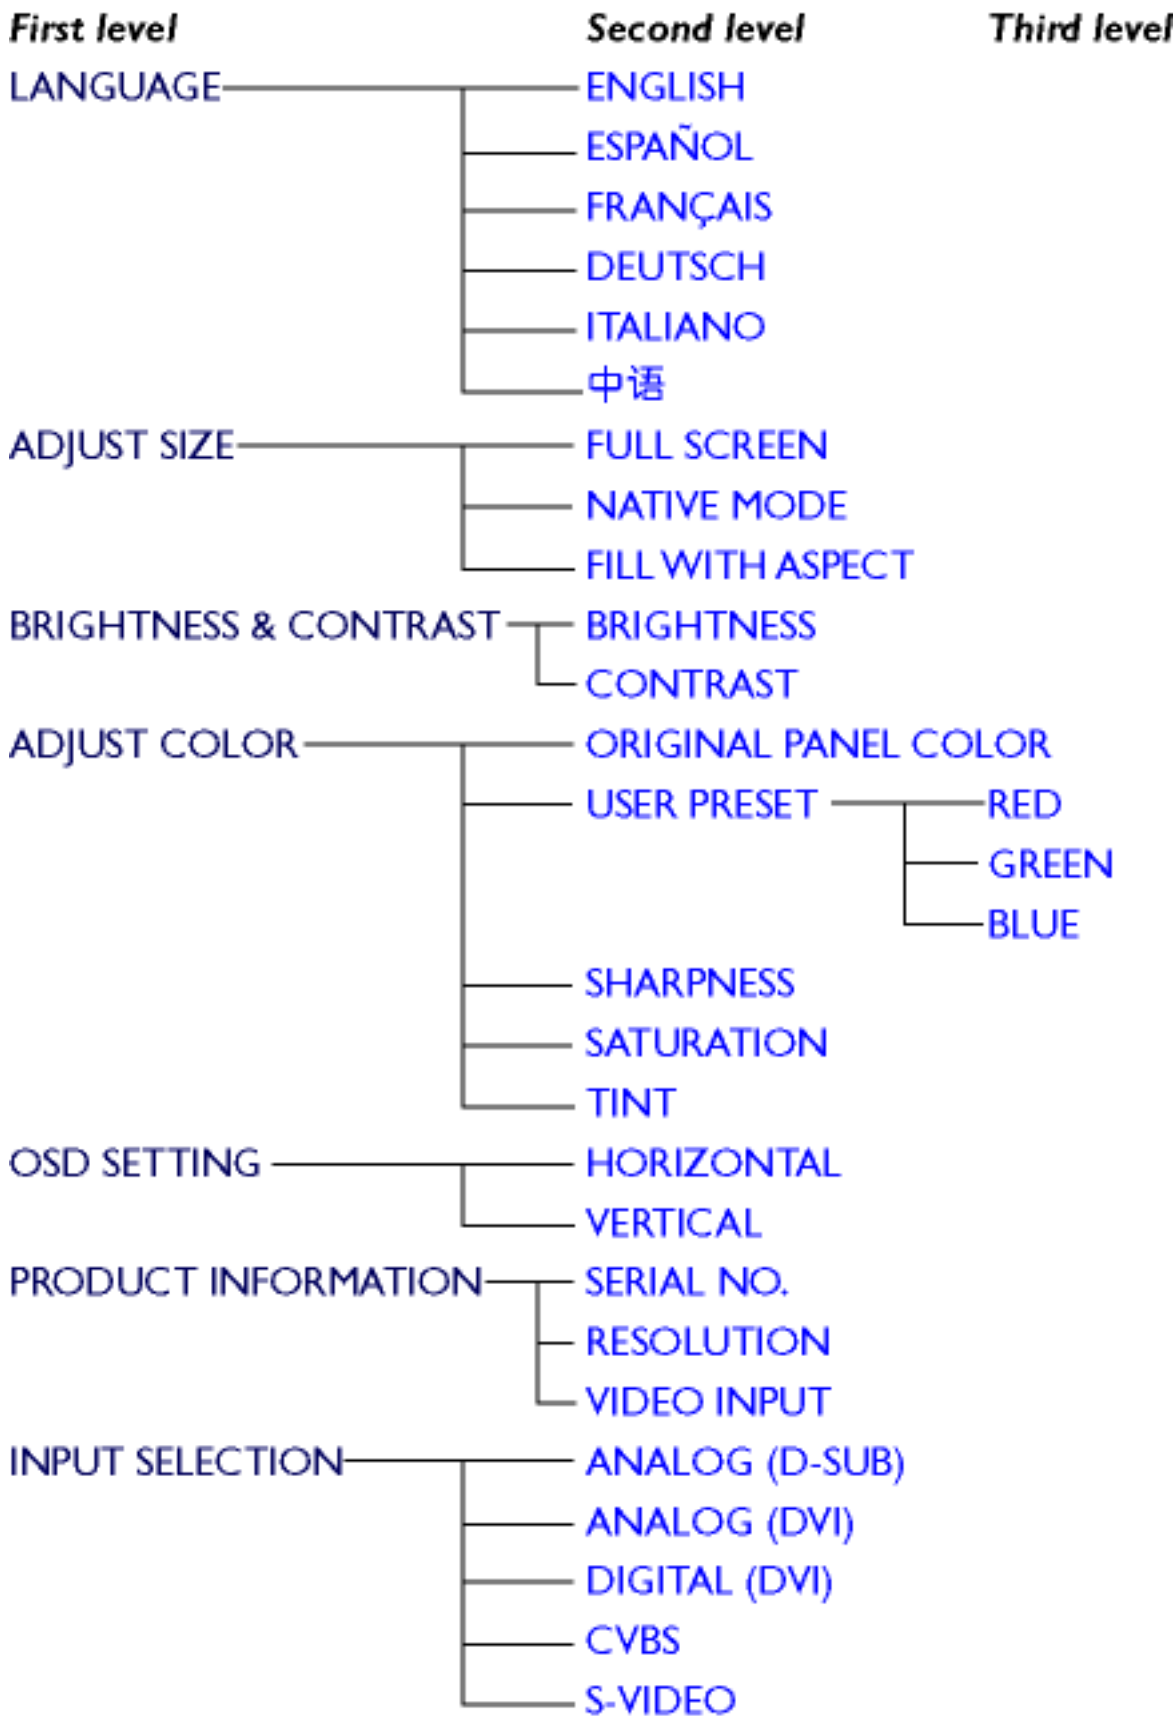 First level Second level Third level
LANGUAGE ENGLISH
ESPAÑOL
FRANÇAIS
DEUTSCH
ITALIANO
中语
ADJUST SIZE FULL SCREEN
NATIVE MODE
FILL WITH ASPECT
BRIGHTNESS & CONTRAST BRIGHTNESS
CONTRAST
ADJUST COLOR ORIGINAL PANEL COLOR
USER PRESET RED
GREEN
BLUE
SHARPNESS
SATURATION
TINT
OSD SETTING HORIZONTAL
VERTICAL
PRODUCT INFORMATION SERIAL NO.
RESOLUTION
VIDEO INPUT
INPUT SELECTION ANALOG (D-SUB)
ANALOG (DVI)
DIGITAL (DVI)
CVBS
S-VIDEO